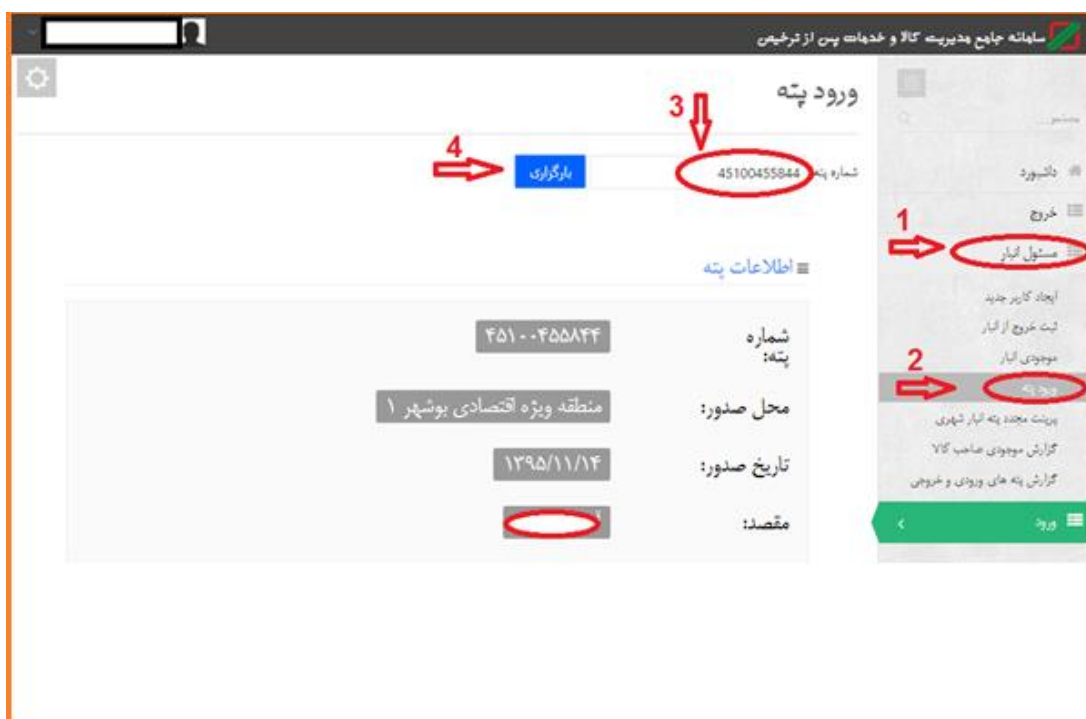 سامانه جامع مدیریت کالا و خدمات پس از ترخیص
ورود پته
3
شماره پته
45100455844
بارگزاری
4
داشبورد
خروج
1
مسئول انبار
ایجاد کاربر جدید
ثبت خروج از انبار
موجودی انبار
2
ورود پته
پرینت مجدد پته انبار شهری
گزارش موجودی صاحب کالا
گزارش پته های ورودی و خروجی
ورود
اطلاعات پته
شماره پته:
۴۵۱۰۰۴۵۵۸۴۴
محل صدور:
منطقه ویژه اقتصادی بوشهر ۱
تاریخ صدور:
۱۳۹۵/۱۱/۱۴
مقصد: